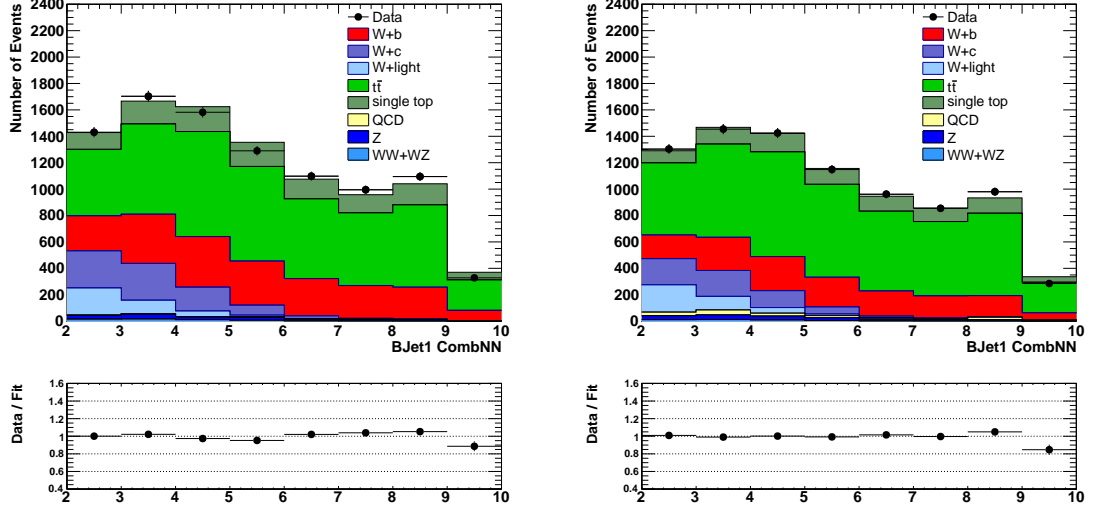 Number of Events
2400
2200
2000
1800
1600
1400
1200
1000
800
600
400
200
0
Data
W+b
W+c
W+light
tt̄
single top
QCD
Z
WW+WZ
2 3 4 5 6 7 8 9 10
BJet1 CombNN
Data / Fit
1.6
1.4
1.2
1
0.8
0.6
0.4
2 3 4 5 6 7 8 9 10
Number of Events
2400
2200
2000
1800
1600
1400
1200
1000
800
600
400
200
0
Data
W+b
W+c
W+light
tt̄
single top
QCD
Z
WW+WZ
2 3 4 5 6 7 8 9 10
BJet1 CombNN
Data / Fit
1.6
1.4
1.2
1
0.8
0.6
0.4
2 3 4 5 6 7 8 9 10